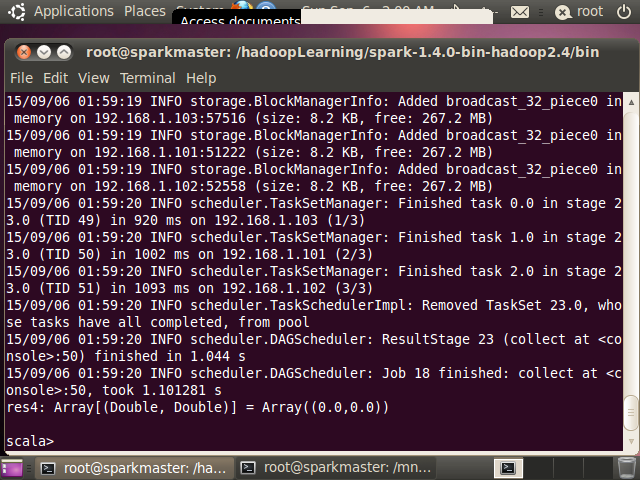 Applications Places
Access documents
root
root@sparkmaster: /hadoopLearning/spark-1.4.0-bin-hadoop2.4/bin
File Edit View Terminal Help
15/09/06 01:59:19 INFO storage.BlockManagerInfo: Added broadcast_32_piece0 in
 memory on 192.168.1.103:57516 (size: 8.2 KB, free: 267.2 MB)
15/09/06 01:59:19 INFO storage.BlockManagerInfo: Added broadcast_32_piece0 in
 memory on 192.168.1.101:51222 (size: 8.2 KB, free: 267.2 MB)
15/09/06 01:59:19 INFO storage.BlockManagerInfo: Added broadcast_32_piece0 in
 memory on 192.168.1.102:52558 (size: 8.2 KB, free: 267.2 MB)
15/09/06 01:59:20 INFO scheduler.TaskSetManager: Finished task 0.0 in stage 2
3.0 (TID 49) in 920 ms on 192.168.1.103 (1/3)
15/09/06 01:59:20 INFO scheduler.TaskSetManager: Finished task 1.0 in stage 2
3.0 (TID 50) in 1002 ms on 192.168.1.101 (2/3)
15/09/06 01:59:20 INFO scheduler.TaskSetManager: Finished task 2.0 in stage 2
3.0 (TID 51) in 1093 ms on 192.168.1.102 (3/3)
15/09/06 01:59:20 INFO scheduler.TaskSchedulerImpl: Removed TaskSet 23.0, who
se tasks have all completed, from pool
15/09/06 01:59:20 INFO scheduler.DAGScheduler: ResultStage 23 (collect at <co
nsole>:50) finished in 1.044 s
15/09/06 01:59:20 INFO scheduler.DAGScheduler: Job 18 finished: collect at <c
onsole>:50, took 1.101281 s
res4: Array[(Double, Double)] = Array((0.0,0.0))
scala>
root@sparkmaster: /ha... root@sparkmaster: /mn...